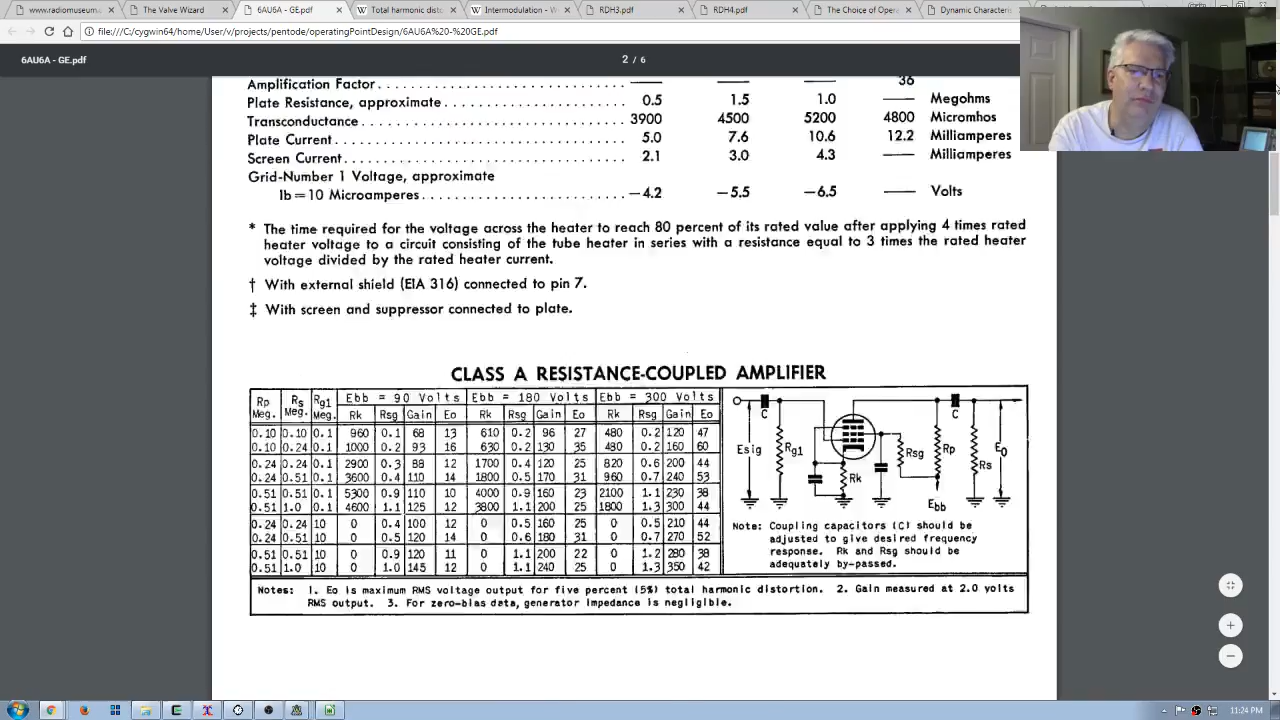 www.radiomuseum.
The Valve Wizard
6AU6A - GE.pdf
Total harmonic disto
Intermodulation - W
RDH3.pdf
RDH4.pdf
The Choice of Opera
Dynamic Characteris
file:///C:/cygwin64/home/User/v/projects/pentode/operatingPointDesign/6AU6A%20-%20GE.pdf
6AU6A - GE.pdf
2 / 6
Amplification Factor 36
Plate Resistance, approximate 0.5 1.5 1.0 Megohms
Transconductance 3900 4500 5200 4800 Micromhos
Plate Current 5.0 7.6 10.6 12.2 Milliamperes
Screen Current 2.1 3.0 4.3 Milliamperes
Grid-Number 1 Voltage, approximate
Ib=10 Microamperes −4.2 −5.5 −6.5 Volts
* The time required for the voltage across the heater to reach 80 percent of its rated value after applying 4 times rated
heater voltage to a circuit consisting of the tube heater in series with a resistance equal to 3 times the rated heater
voltage divided by the rated heater current.
† With external shield (EIA 316) connected to pin 7.
‡ With screen and suppressor connected to plate.
CLASS A RESISTANCE-COUPLED AMPLIFIER
Rp Meg. Rs Meg. Rg1 Meg. Ebb = 90 Volts Ebb = 180 Volts Ebb = 300 Volts
Rk Rsg Gain Eo Rk Rsg Gain Eo Rk Rsg Gain Eo
0.10 0.10 0.1 960 0.1 68 13 610 0.2 96 27 480 0.2 120 47
0.10 0.24 0.1 1000 0.2 93 16 630 0.2 130 35 480 0.2 160 60
0.24 0.24 0.1 2900 0.3 88 12 1700 0.4 120 25 820 0.6 200 44
0.24 0.51 0.1 3600 0.4 110 14 1800 0.5 170 31 960 0.7 240 53
0.51 0.51 0.1 5300 0.9 110 10 4000 0.9 160 23 2100 1.1 230 38
0.51 1.0 0.1 4600 1.1 125 12 3800 1.1 200 25 1800 1.3 300 44
0.24 0.24 10 0 0.4 100 12 0 0.5 160 25 0 0.5 210 44
0.24 0.51 10 0 0.5 120 14 0 0.6 180 31 0 0.7 270 52
0.51 0.51 10 0 0.9 120 11 0 1.1 200 22 0 1.2 280 38
0.51 1.0 10 0 1.0 145 12 0 1.1 240 25 0 1.3 350 42
C C
Esig Rg1 Rk Rsg Rp Rs Eo
Ebb
Note: Coupling capacitors (C) should be
adjusted to give desired frequency
response. Rk and Rsg should be
adequately by-passed.
Notes: 1. Eo is maximum RMS voltage output for five percent (5%) total harmonic distortion. 2. Gain measured at 2.0 volts
RMS output. 3. For zero-bias data, generator impedance is negligible.
11:24 PM